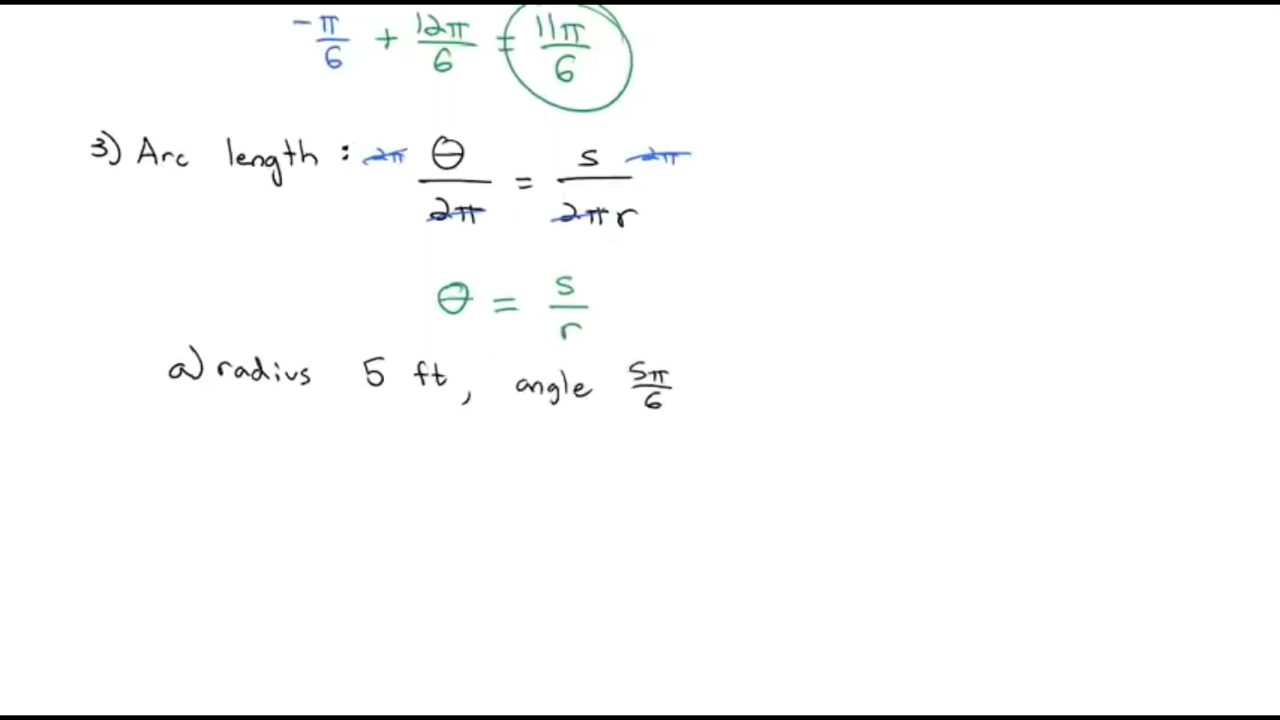 -π/6 + 12π/6 = 11π/6
3) Arc length: 2π θ/2π = s/2πr 2π
θ = s/r
a) radius 5 ft, angle 5π/6